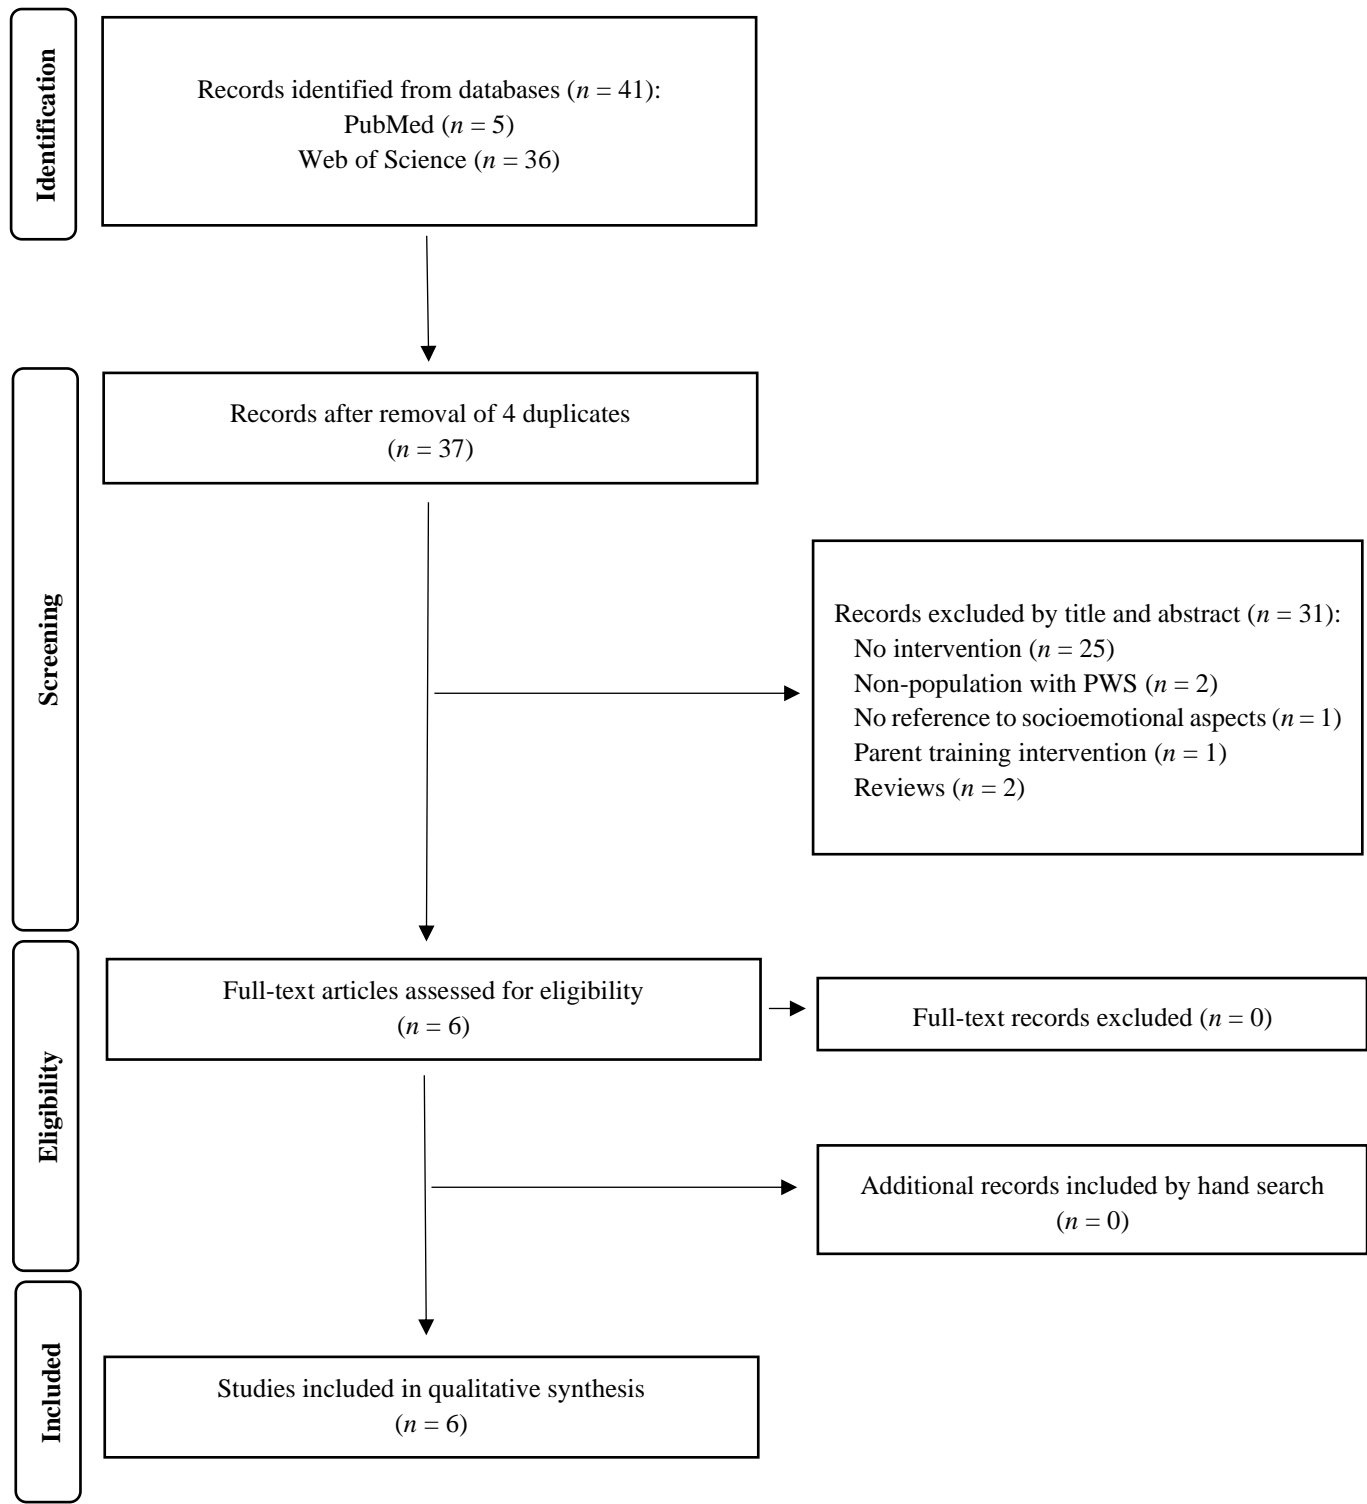 Identification
Records identified from databases (n = 41):
PubMed (n = 5)
Web of Science (n = 36)
Screening
Records after removal of 4 duplicates
(n = 37)
Records excluded by title and abstract (n = 31):
No intervention (n = 25)
Non-population with PWS (n = 2)
No reference to socioemotional aspects (n = 1)
Parent training intervention (n = 1)
Reviews (n = 2)
Eligibility
Full-text articles assessed for eligibility
(n = 6)
Full-text records excluded (n = 0)
Additional records included by hand search
(n = 0)
Included
Studies included in qualitative synthesis
(n = 6)